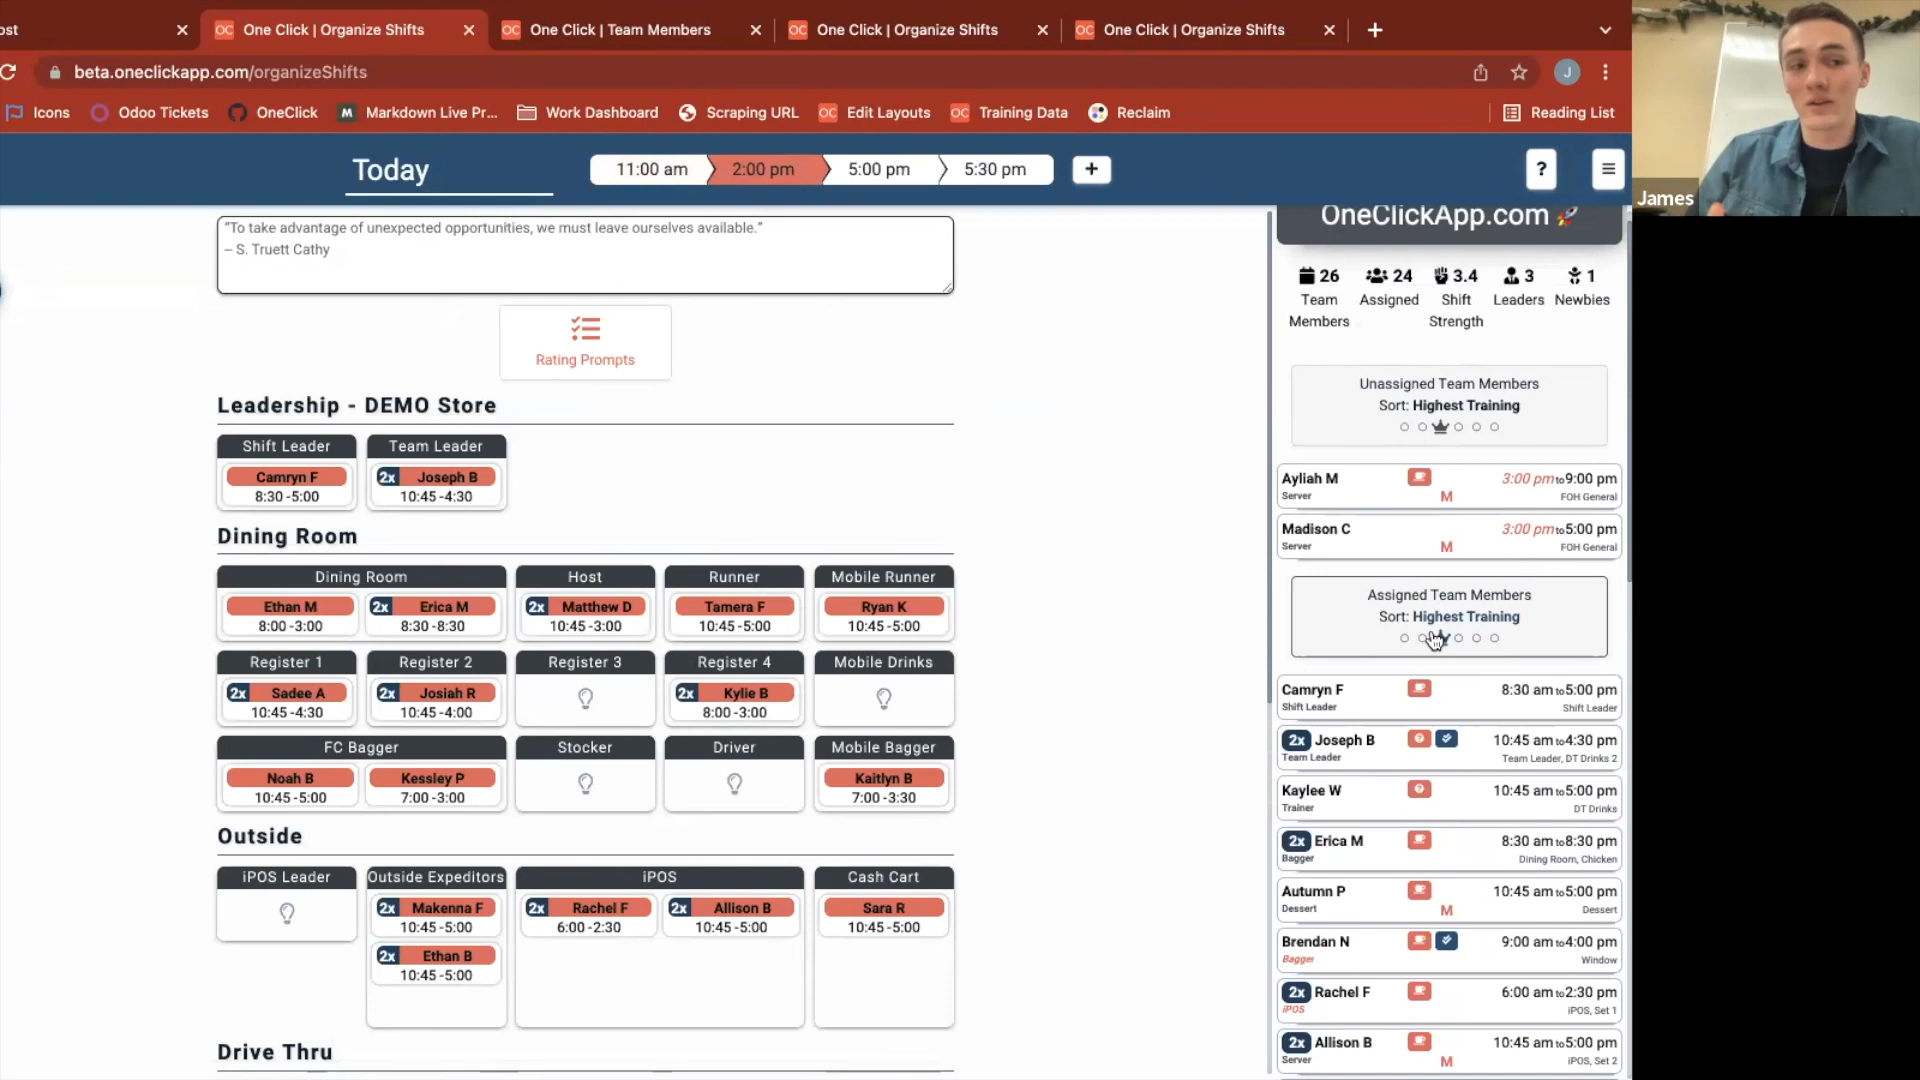 ost
OC One Click | Organize Shifts
OC One Click | Team Members
OC One Click | Organize Shifts
OC One Click | Organize Shifts
beta.oneclickapp.com/organizeShifts
J
Icons
Odoo Tickets
OneClick
M Markdown Live Pr...
Work Dashboard
Scraping URL
OC Edit Layouts
OC Training Data
Reclaim
Reading List
Today
11:00 am
2:00 pm
5:00 pm
5:30 pm
+
?
James
“To take advantage of unexpected opportunities, we must leave ourselves available.”
– S. Truett Cathy
Rating Prompts
Leadership - DEMO Store
Shift Leader
Camryn F
8:30 -5:00
Team Leader
2x Joseph B
10:45 -4:30
Dining Room
Dining Room
Ethan M
8:00 -3:00
2x Erica M
8:30 -8:30
Host
2x Matthew D
10:45 -3:00
Runner
Tamera F
10:45 -5:00
Mobile Runner
Ryan K
10:45 -5:00
Register 1
2x Sadee A
10:45 -4:30
Register 2
2x Josiah R
10:45 -4:00
Register 3
Register 4
2x Kylie B
8:00 -3:00
Mobile Drinks
FC Bagger
Noah B
10:45 -5:00
Kessley P
7:00 -3:00
Stocker
Driver
Mobile Bagger
Kaitlyn B
7:00 -3:30
Outside
iPOS Leader
Outside Expeditors
2x Makenna F
10:45 -5:00
2x Ethan B
10:45 -5:00
iPOS
2x Rachel F
6:00 -2:30
2x Allison B
10:45 -5:00
Cash Cart
Sara R
10:45 -5:00
Drive Thru
OneClickApp.com 🚀
26
Team
Members
24
Assigned
3.4
Shift
Strength
3
Leaders
1
Newbies
Unassigned Team Members
Sort: Highest Training
Ayliah M 3:00 pm to 9:00 pm
Server M FOH General
Madison C 3:00 pm to 5:00 pm
Server M FOH General
Assigned Team Members
Sort: Highest Training
Camryn F 8:30 am to 5:00 pm
Shift Leader Shift Leader
2x Joseph B 10:45 am to 4:30 pm
Team Leader Team Leader, DT Drinks 2
Kaylee W 10:45 am to 5:00 pm
Trainer DT Drinks
2x Erica M 8:30 am to 8:30 pm
Bagger Dining Room, Chicken
Autumn P 10:45 am to 5:00 pm
Dessert M Dessert
Brendan N 9:00 am to 4:00 pm
Bagger Window
2x Rachel F 6:00 am to 2:30 pm
iPOS iPOS, Set 1
2x Allison B 10:45 am to 5:00 pm
Server M iPOS, Set 2